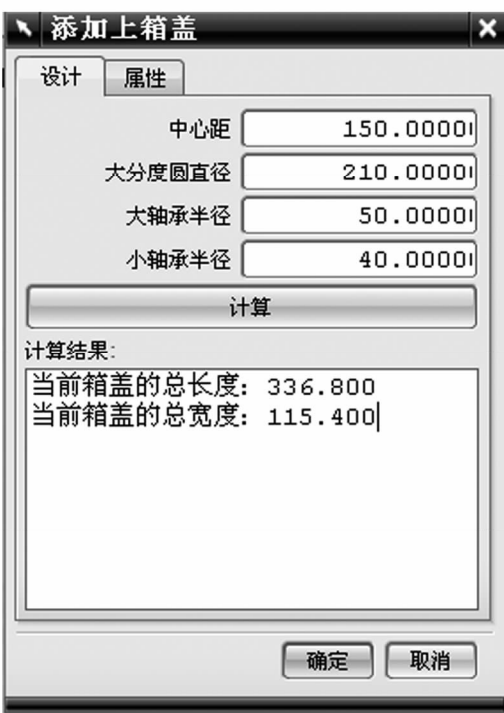 添加上箱盖
设计 属性
中心距 150.0000
大分度圆直径 210.0000
大轴承半径 50.0000
小轴承半径 40.0000
计算
计算结果:
当前箱盖的总长度: 336.800
当前箱盖的总宽度: 115.400
确定 取消